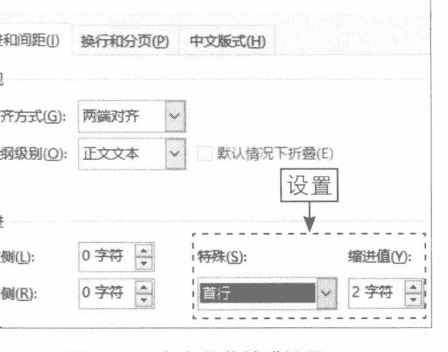 和间距(I) 换行和分页(P) 中文版式(H)
齐方式(G): 两端对齐
纲级别(O): 正文文本 默认情况下折叠(E)
设置
侧(L): 0 字符 特殊(S): 缩进值(Y):
侧(R): 0 字符 首行 2 字符